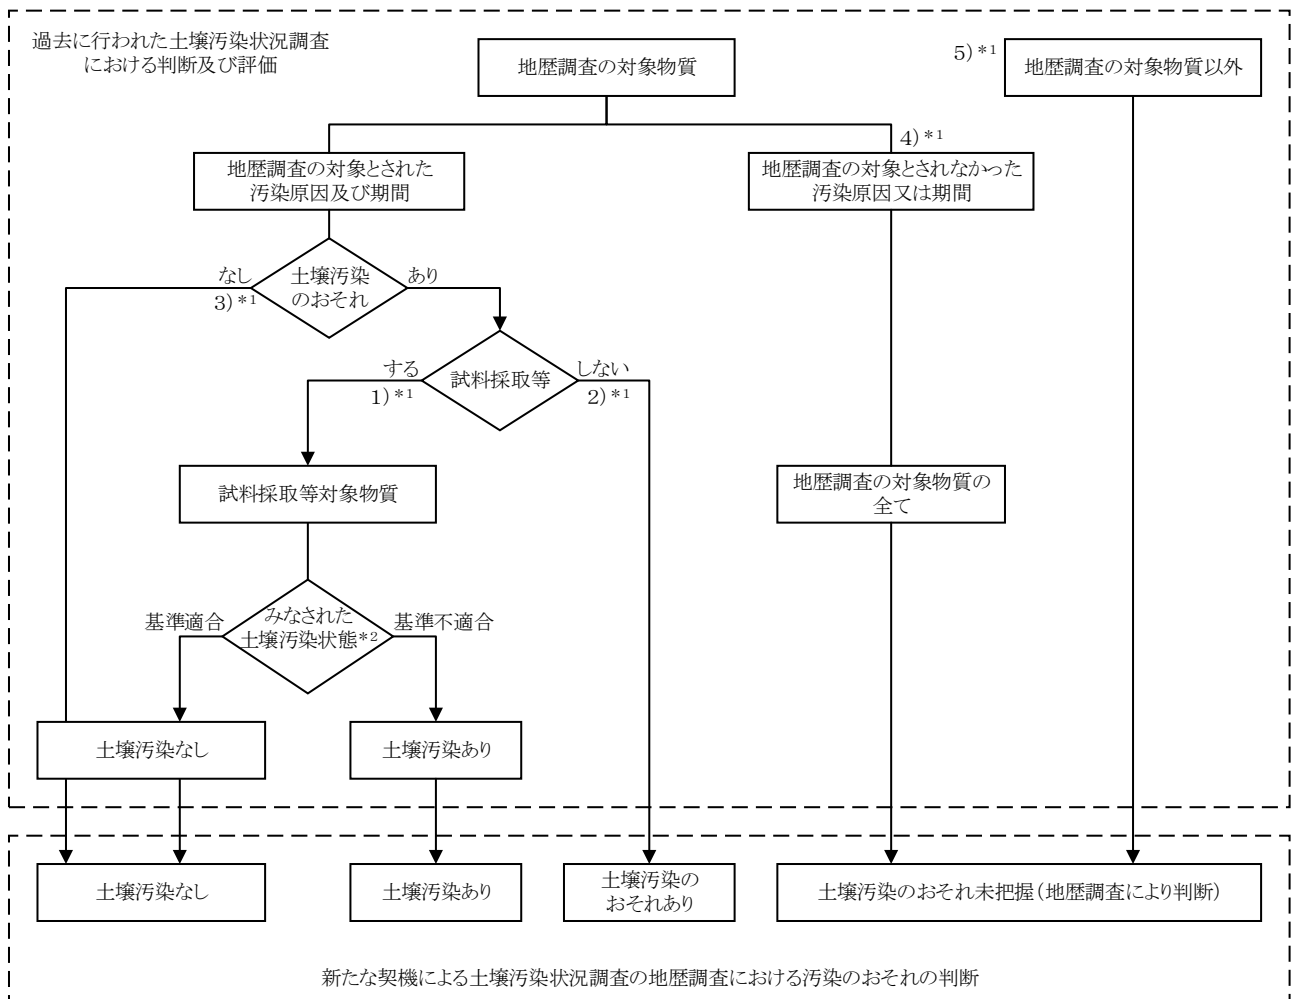 過去に行われた土壌汚染状況調査
における判断及び評価
地歴調査の対象物質
5)*1
地歴調査の対象物質以外
4)*1
地歴調査の対象とされた
汚染原因及び期間
地歴調査の対象とされなかった
汚染原因又は期間
なし
3)*1
土壌汚染
のおそれ
あり
する
1)*1
試料採取等
しない
2)*1
試料採取等対象物質
地歴調査の対象物質の
全て
基準適合
みなされた
土壌汚染状態*2
基準不適合
土壌汚染なし
土壌汚染あり
土壌汚染なし
土壌汚染あり
土壌汚染の
おそれあり
土壌汚染のおそれ未把握(地歴調査により判断)
新たな契機による土壌汚染状況調査の地歴調査における汚染のおそれの判断